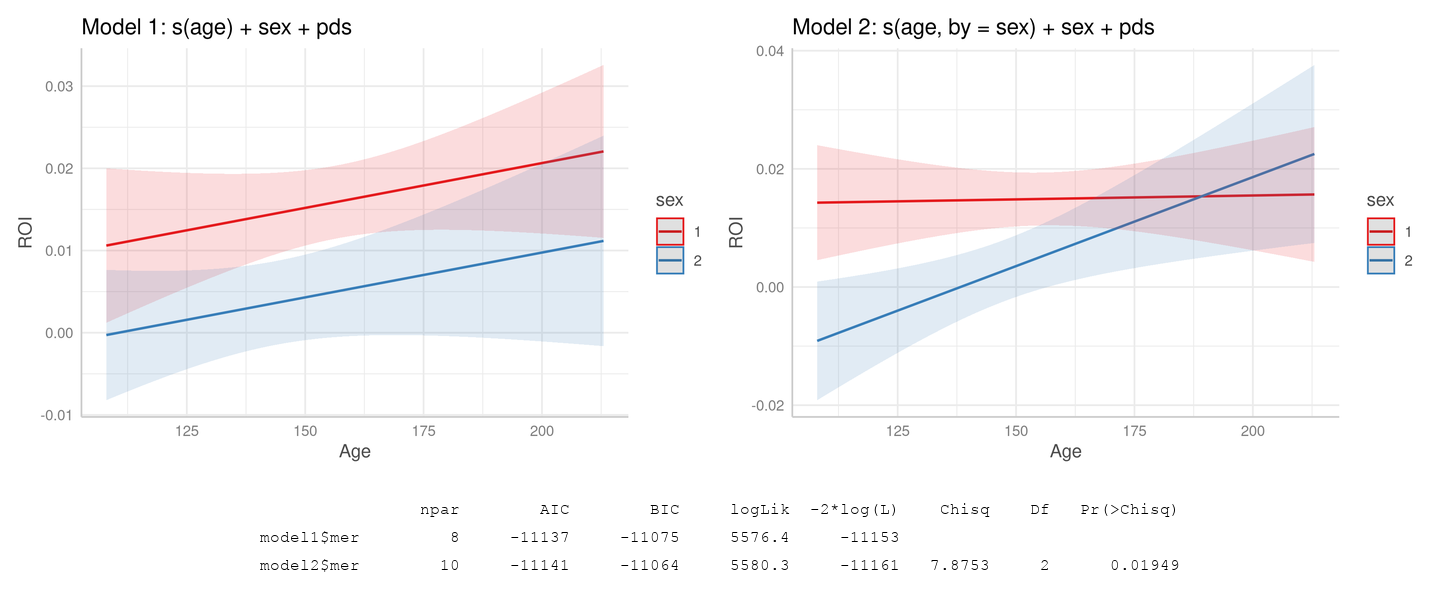 Model 1: s(age) + sex + pds
0.03
0.02
0.01
0.00
-0.01
ROI
125 150 175 200
Age
sex
1
2
Model 2: s(age, by = sex) + sex + pds
0.04
0.02
0.00
-0.02
ROI
125 150 175 200
Age
sex
1
2
npar AIC BIC logLik -2*log(L) Chisq Df Pr(>Chisq)
model1$mer 8 -11137 -11075 5576.4 -11153
model2$mer 10 -11141 -11064 5580.3 -11161 7.8753 2 0.01949